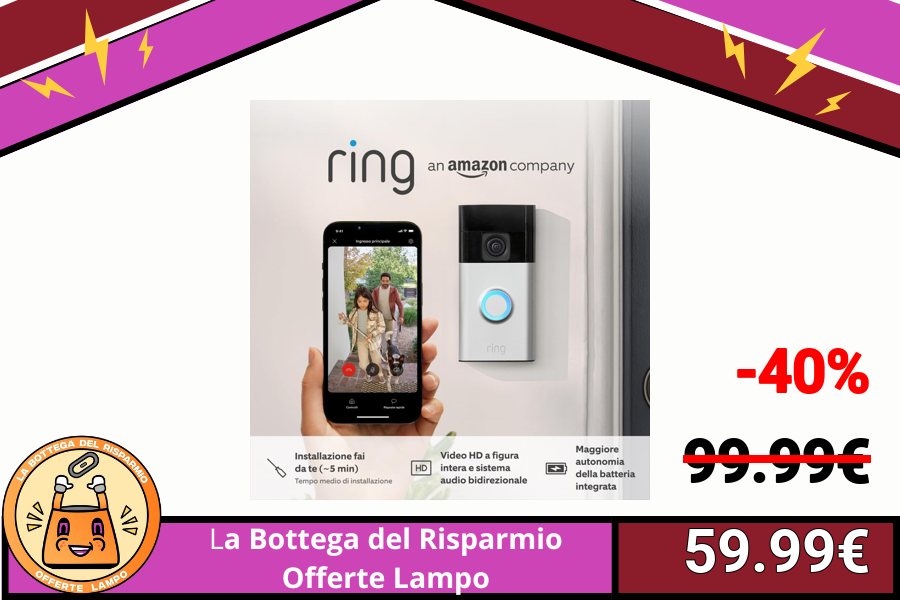 ring an amazon company
9:41
Ingresso principale
ring
Installazione fai
da te (~5 min)
Tempo medio di installazione
HD
Video HD a figura
intera e sistema
audio bidirezionale
Maggiore
autonomia
della batteria
integrata
-40%
99.99€
59.99€
LA BOTTEGA DEL RISPARMIO
OFFERTE LAMPO
La Bottega del Risparmio
Offerte Lampo